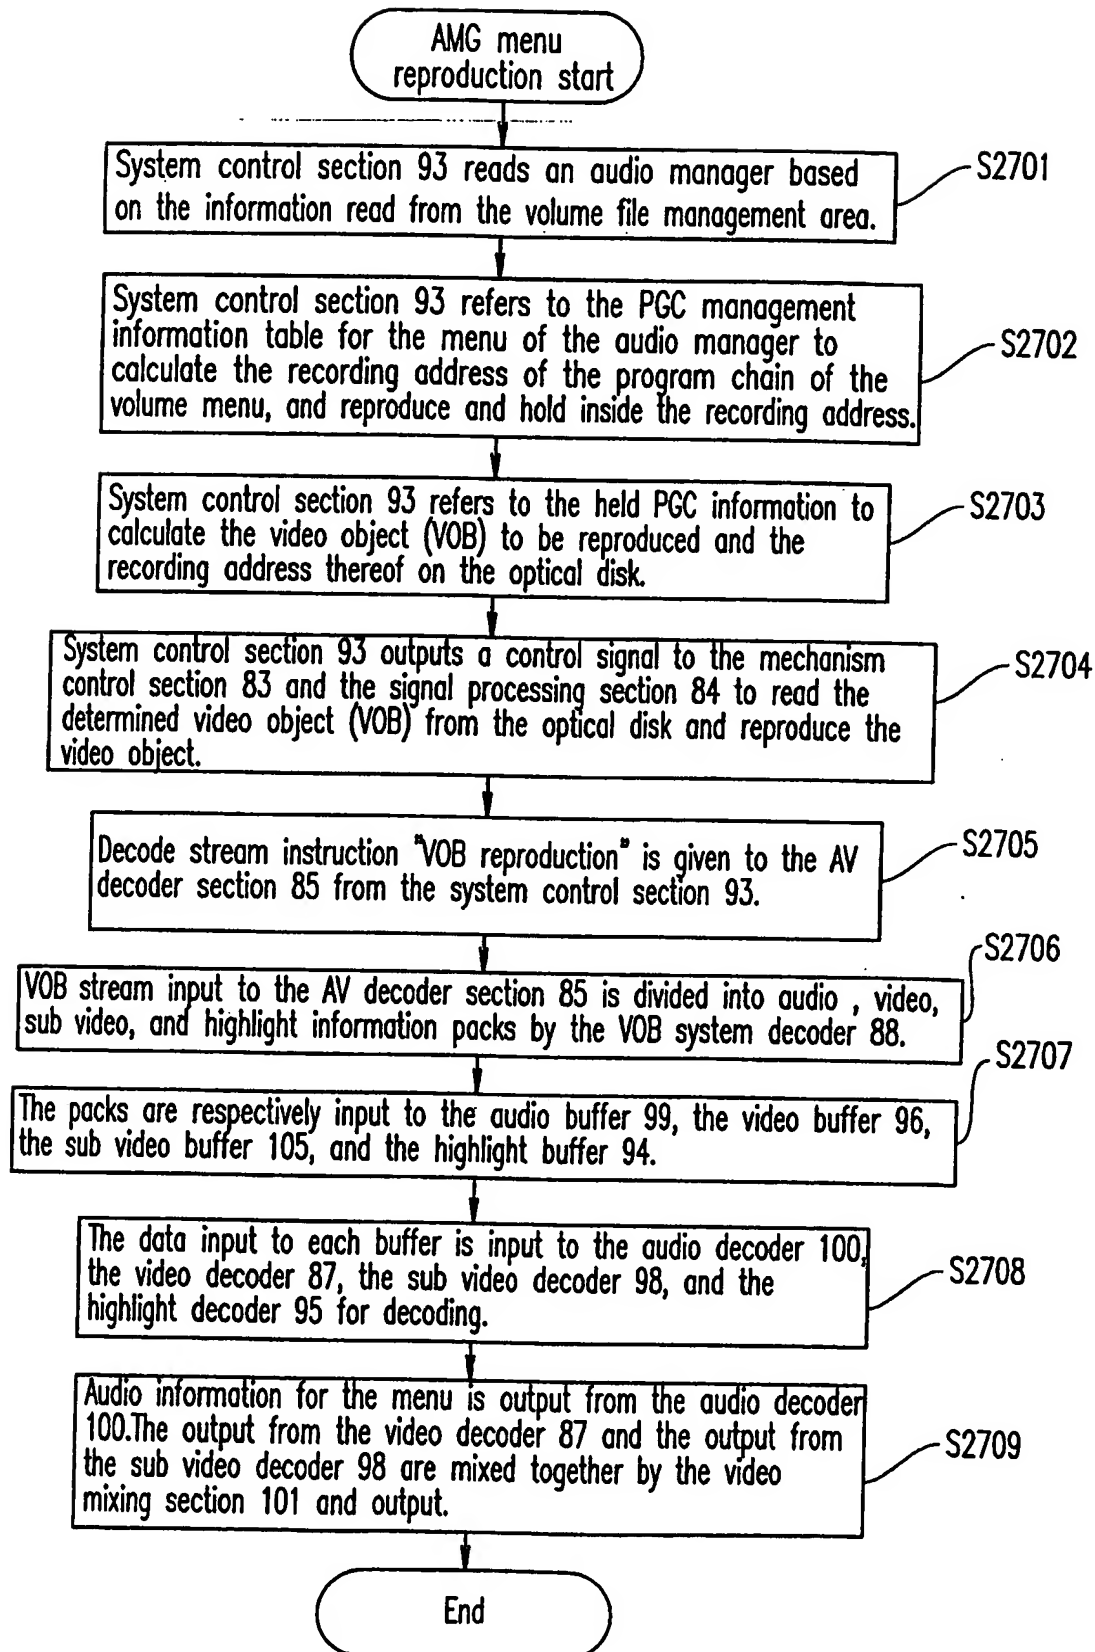 AMG menu
reproduction start
System control section 93 reads an audio manager based
on the information read from the volume file management area.
S2701
System control section 93 refers to the PGC management
information table for the menu of the audio manager to
calculate the recording address of the program chain of the
volume menu, and reproduce and hold inside the recording address.
S2702
System control section 93 refers to the held PGC information to
calculate the video object (VOB) to be reproduced and the
recording address thereof on the optical disk.
S2703
System control section 93 outputs a control signal to the mechanism
control section 83 and the signal processing section 84 to read the
determined video object (VOB) from the optical disk and reproduce the
video object.
S2704
Decode stream instruction "VOB reproduction" is given to the AV
decoder section 85 from the system control section 93.
S2705
VOB stream input to the AV decoder section 85 is divided into audio , video,
sub video, and highlight information packs by the VOB system decoder 88.
S2706
The packs are respectively input to the audio buffer 99, the video buffer 96,
the sub video buffer 105, and the highlight buffer 94.
S2707
The data input to each buffer is input to the audio decoder 100,
the video decoder 87, the sub video decoder 98, and the
highlight decoder 95 for decoding.
S2708
Audio information for the menu is output from the audio decoder
100.The output from the video decoder 87 and the output from
the sub video decoder 98 are mixed together by the video
mixing section 101 and output.
S2709
End